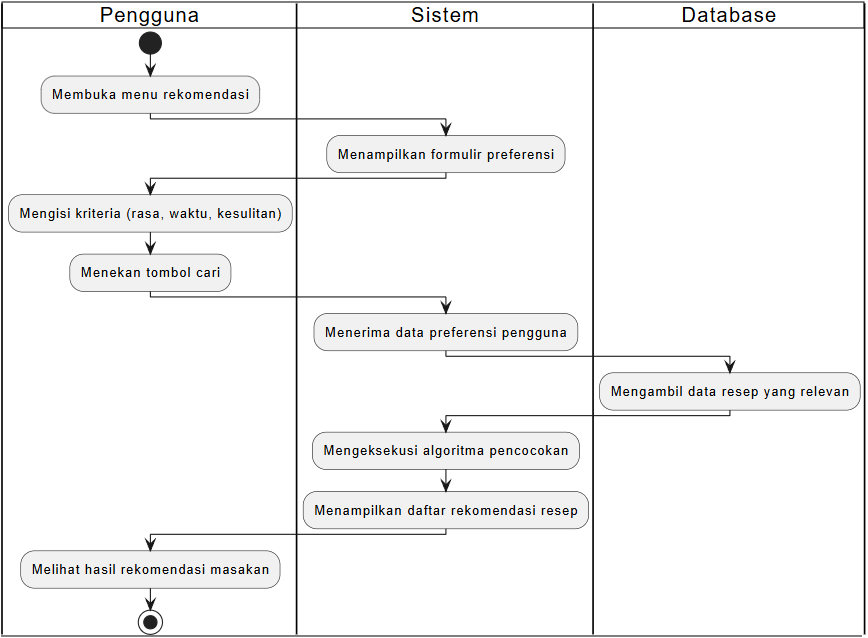 Pengguna
Sistem
Database
Membuka menu rekomendasi
Menampilkan formulir preferensi
Mengisi kriteria (rasa, waktu, kesulitan)
Menekan tombol cari
Menerima data preferensi pengguna
Mengambil data resep yang relevan
Mengeksekusi algoritma pencocokan
Menampilkan daftar rekomendasi resep
Melihat hasil rekomendasi masakan